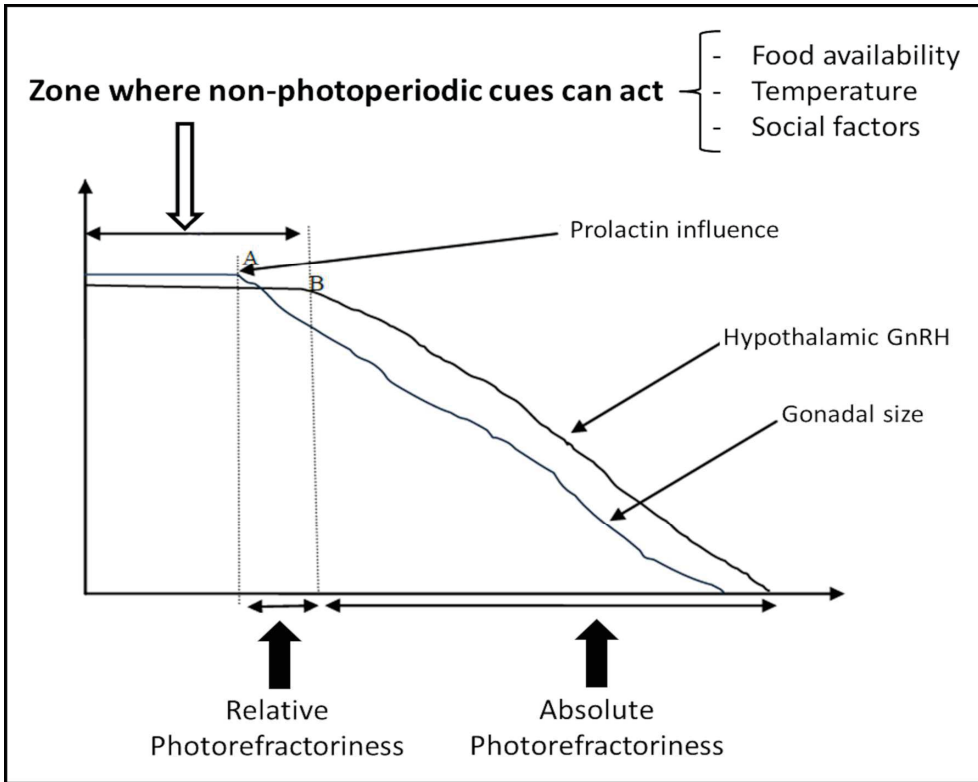 Zone where non-photoperiodic cues can act
- Food availability
- Temperature
- Social factors
Prolactin influence
A
B
Hypothalamic GnRH
Gonadal size
Relative
Photorefractoriness
Absolute
Photorefractoriness